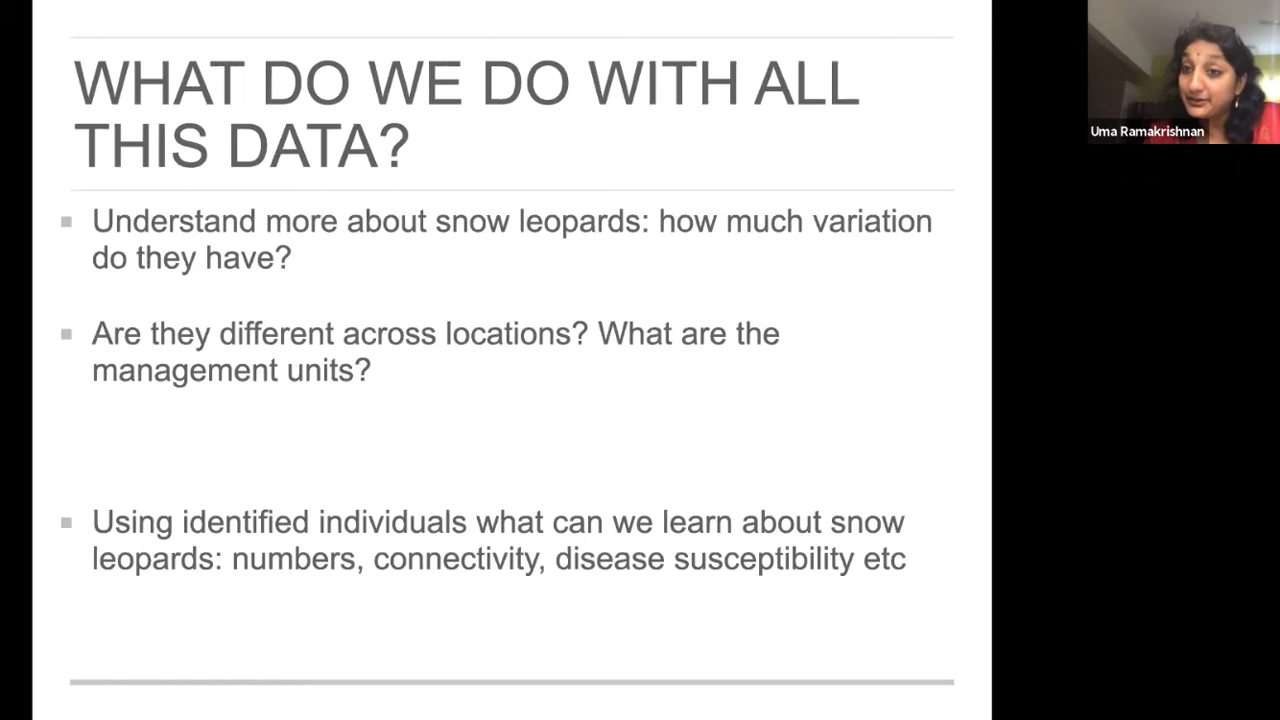 WHAT DO WE DO WITH ALL
THIS DATA?
Understand more about snow leopards: how much variation
do they have?
Are they different across locations? What are the
management units?
Using identified individuals what can we learn about snow
leopards: numbers, connectivity, disease susceptibility etc
Uma Ramakrishnan